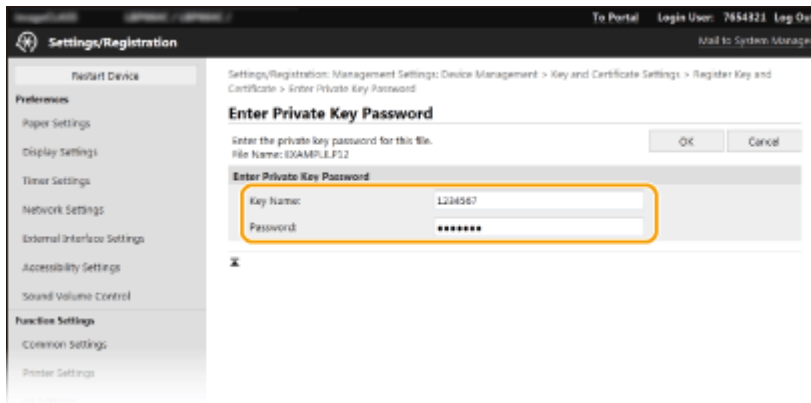 To Portal Login User: 7654321 Log Ou
Settings/Registration
Mail to System Manage
Restart Device
Preferences
Paper Settings
Display Settings
Timer Settings
Network Settings
External Interface Settings
Accessibility Settings
Sound Volume Control
Function Settings
Common Settings
Printer Settings
Settings/Registration: Management Settings: Device Management > Key and Certificate Settings > Register Key and
Certificate > Enter Private Key Password
Enter Private Key Password
Enter the private key password for this file.
File Name: EXAMPLE.P12
OK Cancel
Enter Private Key Password
Key Name: 1234567
Password: •••••••